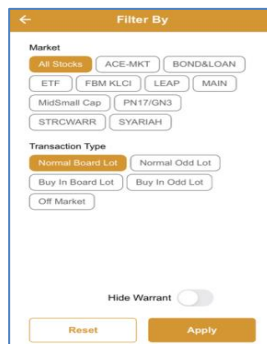 Filter By
Market
All Stocks ACE-MKT BOND&LOAN
ETF FBM KLCI LEAP MAIN
MidSmall Cap PN17/GN3
STRCWARR SYARIAH
Transaction Type
Normal Board Lot Normal Odd Lot
Buy In Board Lot Buy In Odd Lot
Off Market
Hide Warrant
Reset Apply